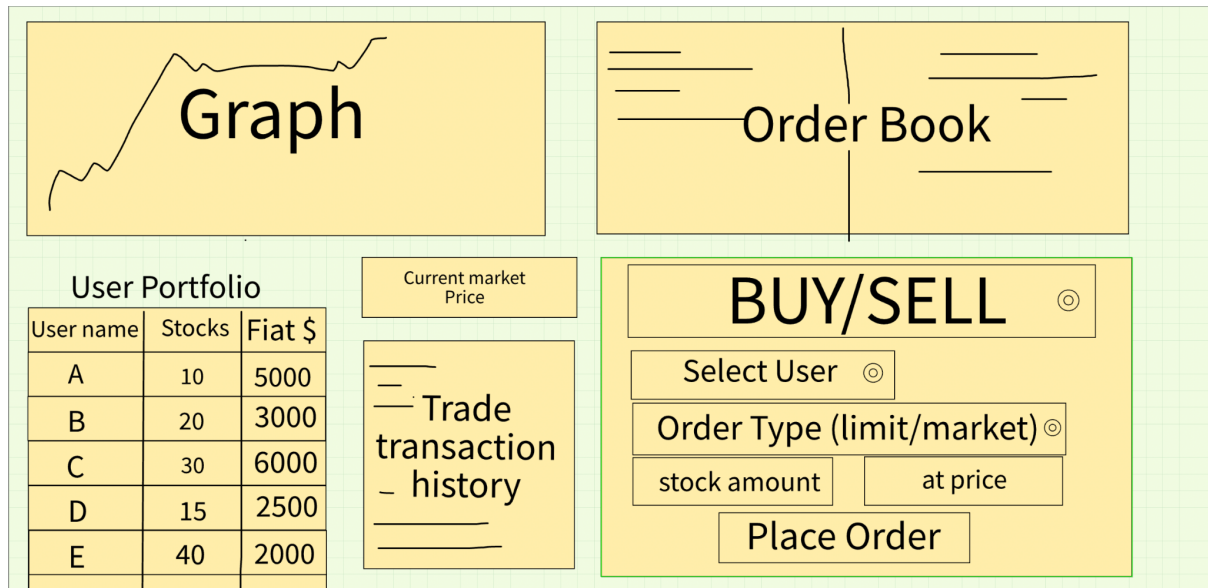 Graph
Order Book
User Portfolio
User name Stocks Fiat $
A 10 5000
B 20 3000
C 30 6000
D 15 2500
E 40 2000
Current market
Price
Trade
transaction
history
BUY/SELL
Select User
Order Type (limit/market)
stock amount
at price
Place Order